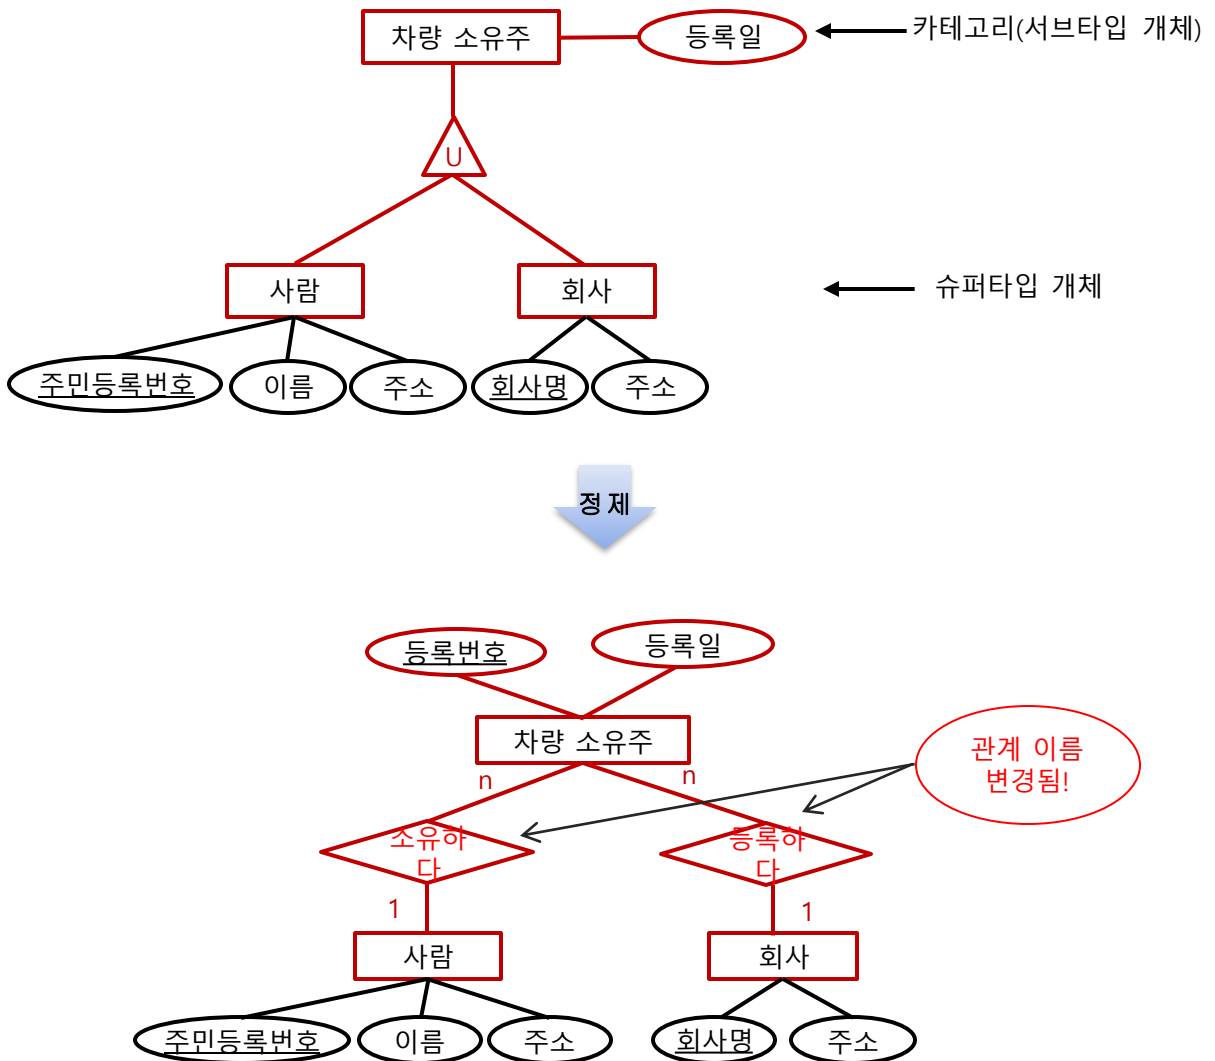 차량 소유주
등록일
카테고리(서브타입 개체)
U
사람
회사
슈퍼타입 개체
주민등록번호
이름
주소
회사명
주소
정제
등록번호
등록일
차량 소유주
관계 이름
변경됨!
n
n
소유하
다
등록하
다
1
1
사람
회사
주민등록번호
이름
주소
회사명
주소